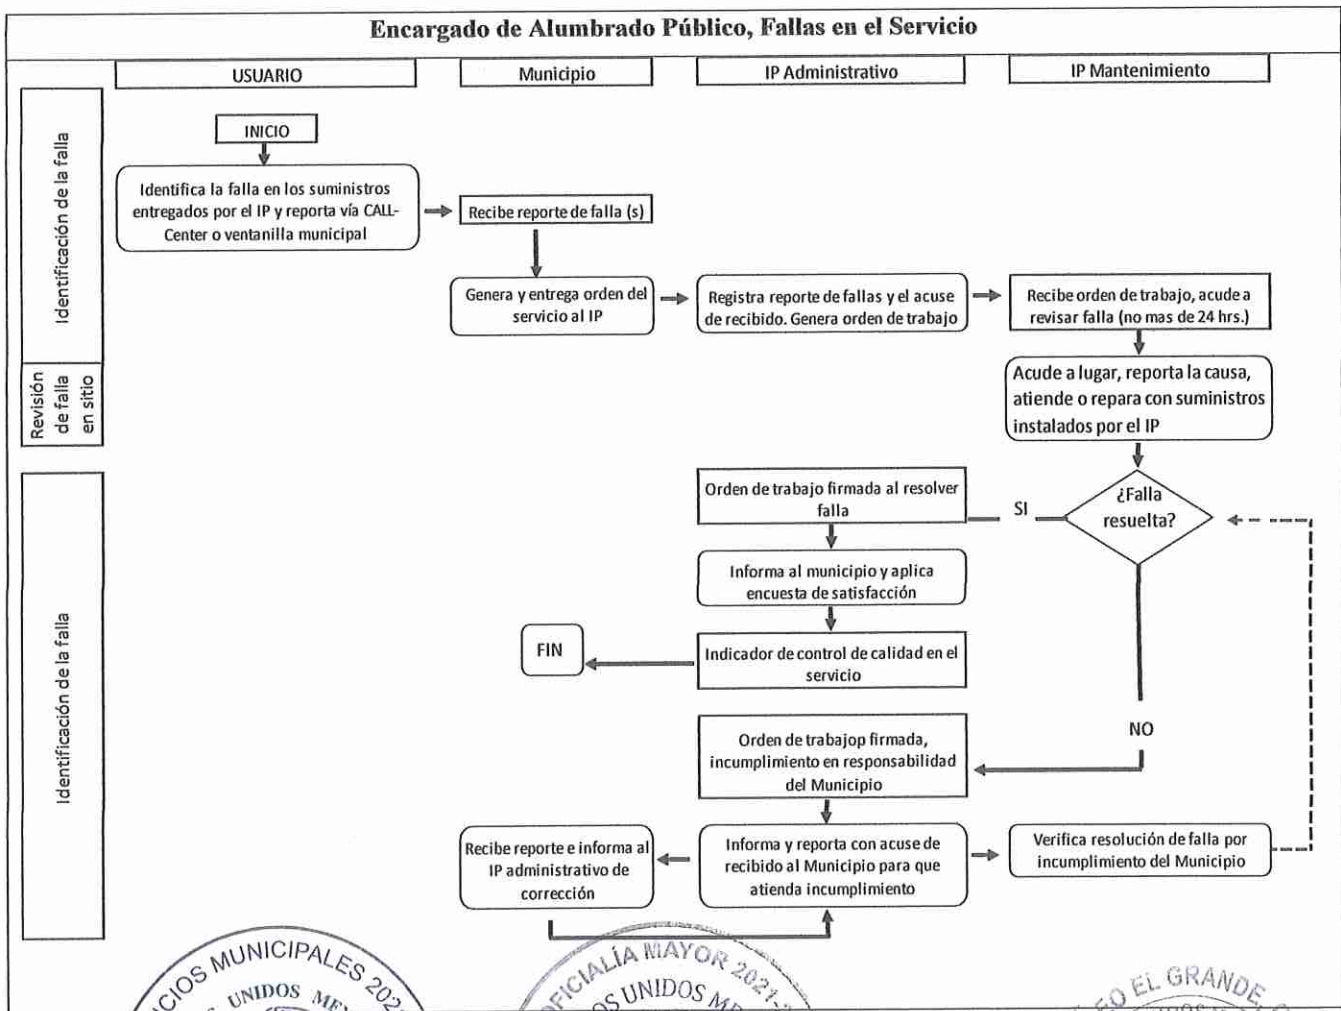 Encargado de Alumbrado Público, Fallas en el Servicio
USUARIO
Municipio
IP Administrativo
IP Mantenimiento
Identificación de la falla
INICIO
Identifica la falla en los suministros
entregados por el IP y reporta vía CALL-
Center o ventanilla municipal
Recibe reporte de falla (s)
Genera y entrega orden del
servicio al IP
Registra reporte de fallas y el acuse
de recibido. Genera orden de trabajo
Recibe orden de trabajo, acude a
revisar falla (no mas de 24 hrs.)
Revisión
de falla
en sitio
Acude a lugar, reporta la causa,
atiende o repara con suministros
instalados por el IP
Identificación de la falla
¿Falla
resuelta?
SI
Orden de trabajo firmada al resolver
falla
Informa al municipio y aplica
encuesta de satisfacción
Indicador de control de calidad en el
servicio
FIN
NO
Orden de trabajop firmada,
incumplimiento en responsabilidad
del Municipio
Informa y reporta con acuse de
recibido al Municipio para que
atienda incumplimiento
Recibe reporte e informa al
IP administrativo de
corrección
Verifica resolución de falla por
incumplimiento del Municipio
MUNICIPALES
UNIDOS
OFICIALÍA MAYOR 2021-
UNIDOS
EL GRANDE